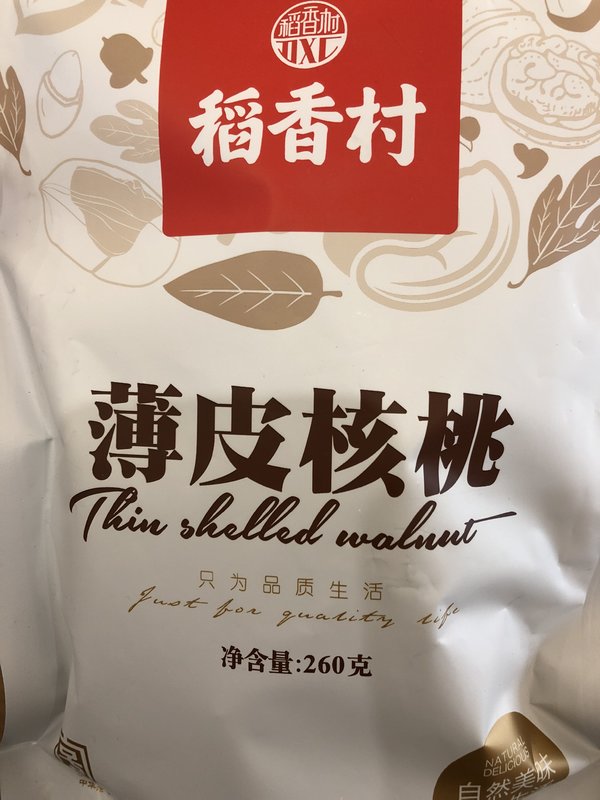 稻香村
DXC
稻香村
薄皮核桃
Thin shelled walnut
只为品质生活
Just for quality life
净含量:260克
NATURAL
DELICIOUS
自然美味